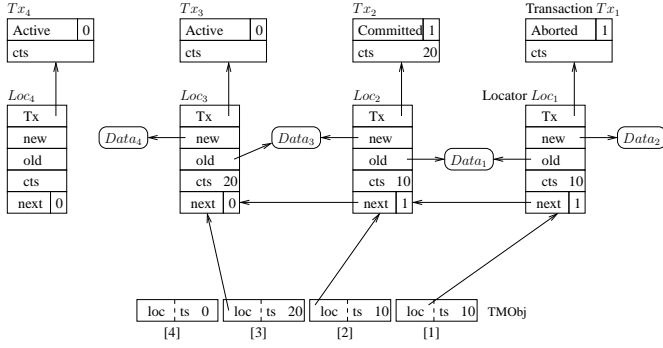 Tx4 Tx3 Tx2 Transaction Tx1
Active 0 Active 0 Committed 1 Aborted 1
cts cts cts 20 cts
Loc4 Loc3 Loc2 Locator Loc1
Tx Tx Tx Tx
new Data4 new Data3 new new Data2
old old old Data1 old
cts cts 20 cts 10 cts 10
next 0 next 0 next 1 next 1
loc ts 0 loc ts 20 loc ts 10 loc ts 10 TMObj
[4] [3] [2] [1]